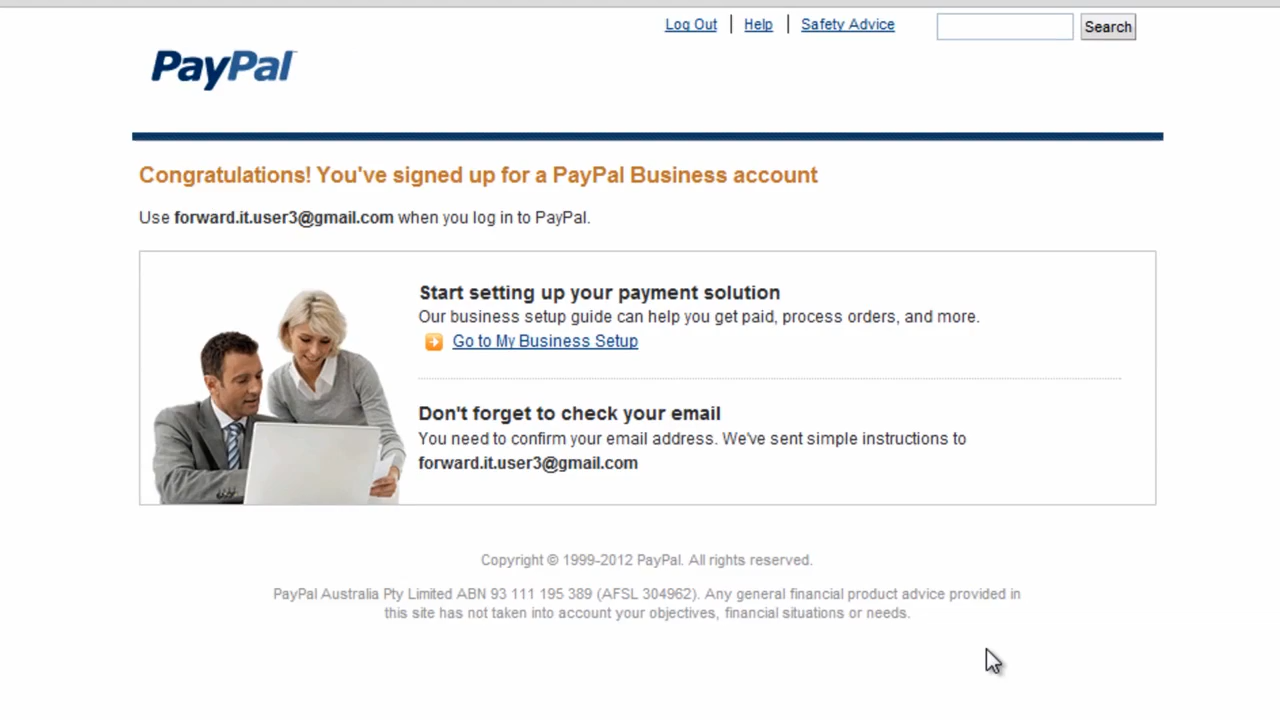 Log Out | Help | Safety Advice Search
PayPal
Congratulations! You've signed up for a PayPal Business account
Use forward.it.user3@gmail.com when you log in to PayPal.
Start setting up your payment solution
Our business setup guide can help you get paid, process orders, and more.
Go to My Business Setup
Don't forget to check your email
You need to confirm your email address. We've sent simple instructions to
forward.it.user3@gmail.com
Copyright © 1999-2012 PayPal. All rights reserved.
PayPal Australia Pty Limited ABN 93 111 195 389 (AFSL 304962). Any general financial product advice provided in
this site has not taken into account your objectives, financial situations or needs.